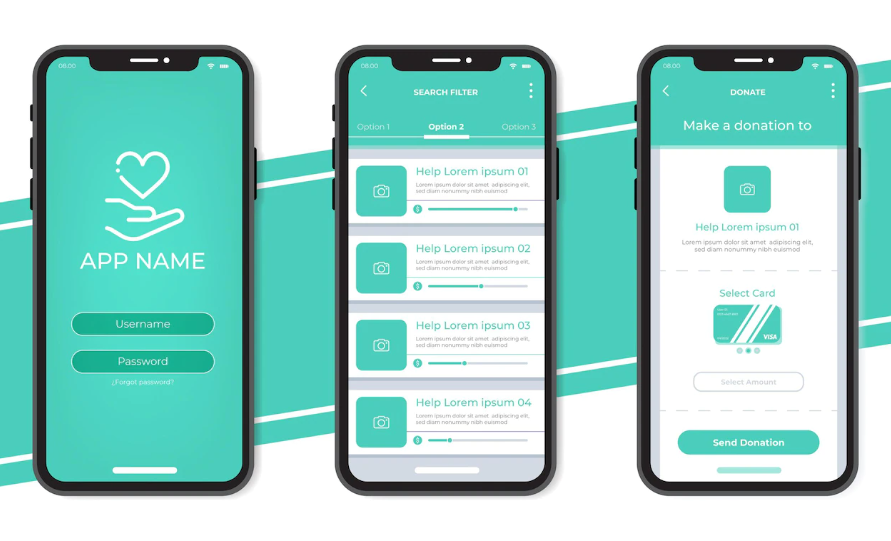 08.00
APP NAME
Username
Password
¿Forgot password?
08.00
SEARCH FILTER
Option 1
Option 2
Option 3
Help Lorem ipsum 01
Lorem ipsum dolor sit amet adipiscing elit,
sed diam nonummy nibh euismod
Help Lorem ipsum 02
Lorem ipsum dolor sit amet adipiscing elit,
sed diam nonummy nibh euismod
Help Lorem ipsum 03
Lorem ipsum dolor sit amet adipiscing elit,
sed diam nonummy nibh euismod
Help Lorem ipsum 04
Lorem ipsum dolor sit amet adipiscing elit,
sed diam nonummy nibh euismod
08.00
DONATE
Make a donation to
Help Lorem ipsum 01
Lorem ipsum dolor sit amet adipiscing elit,
sed diam nonummy nibh euismod
Select Card
VISA
Select Amount
Send Donation